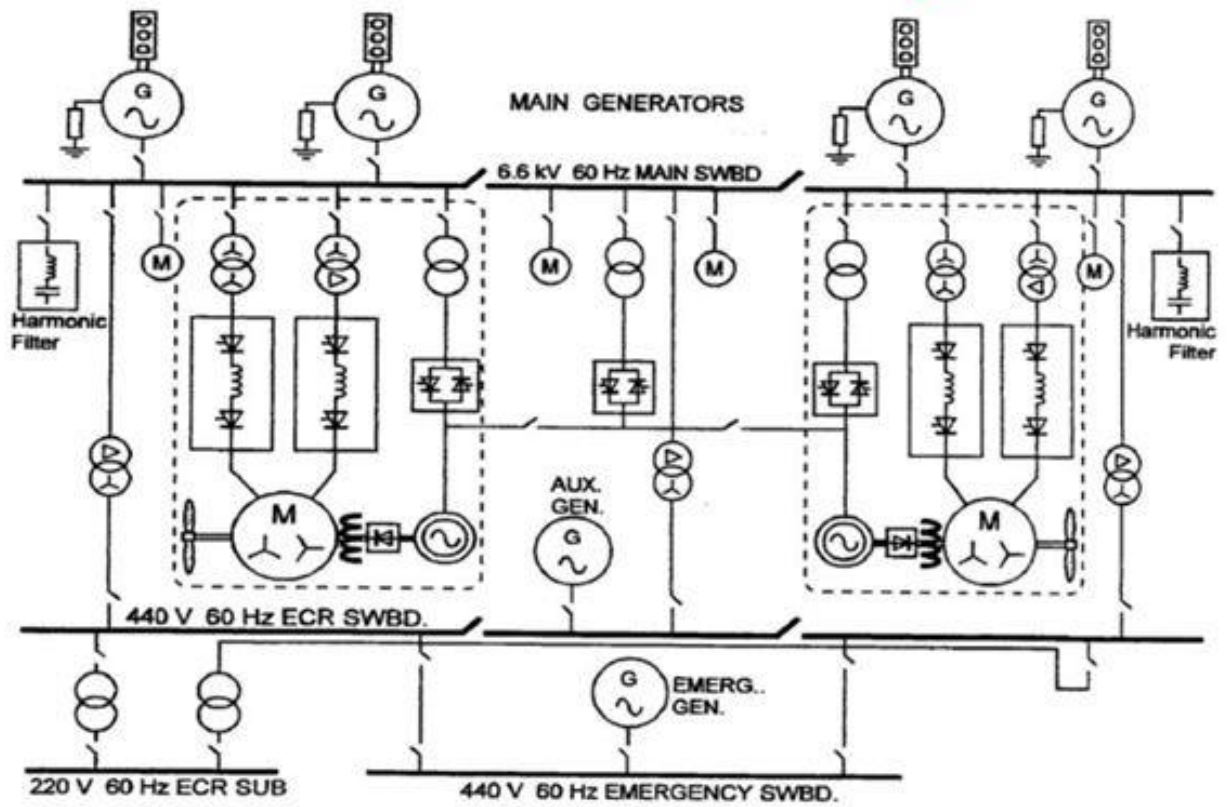 G
G
G
G
MAIN GENERATORS
6.6 kV 60 Hz MAIN SWBD
M
M
M
M
Harmonic
Filter
Harmonic
Filter
AUX.
GEN.
G
M
M
440 V 60 Hz ECR SWBD.
G
EMERG..
GEN.
220 V 60 Hz ECR SUB
440 V 60 Hz EMERGENCY SWBD.